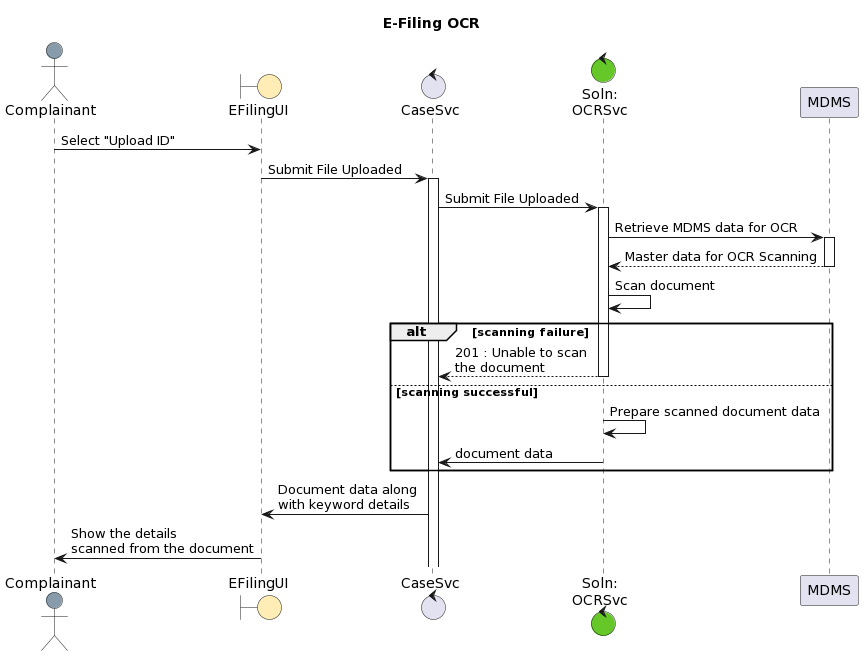 E-Filing OCR
Complainant
EFilingUI
CaseSvc
Soln:
OCRSvc
MDMS
Select "Upload ID"
Submit File Uploaded
Submit File Uploaded
Retrieve MDMS data for OCR
Master data for OCR Scanning
Scan document
alt
[scanning failure]
201 : Unable to scan
the document
[scanning successful]
Prepare scanned document data
document data
Document data along
with keyword details
Show the details
scanned from the document
Complainant
EFilingUI
CaseSvc
Soln:
OCRSvc
MDMS